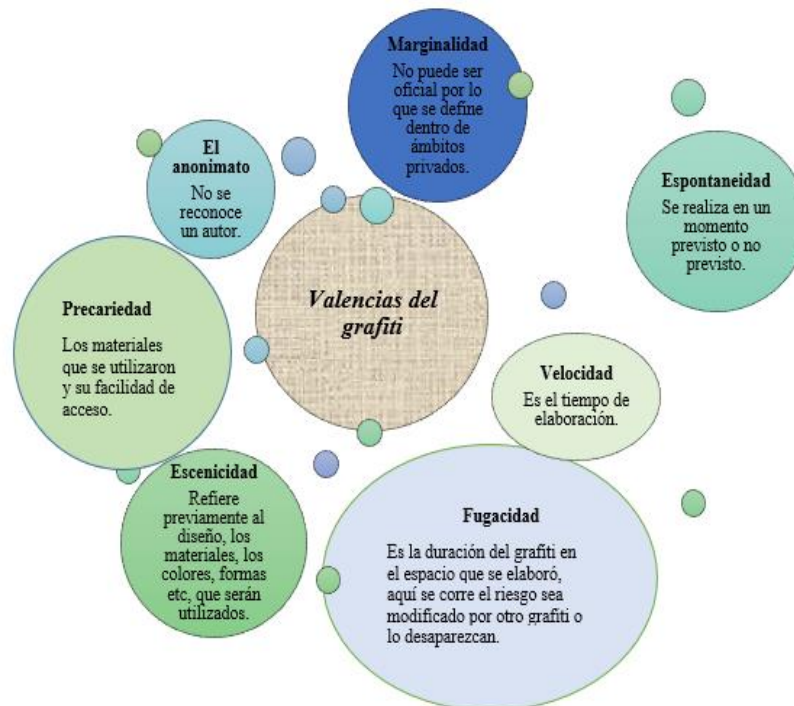 Marginalidad
No puede ser
oficial por lo
que se define
dentro de
ámbitos
privados.
El
anonimato
No se
reconoce
un autor.
Espontaneidad
Se realiza en un
momento
previsto o no
previsto.
Valencias del
grafiti
Precariedad
Los materiales
que se utilizaron
y su facilidad de
acceso.
Velocidad
Es el tiempo de
elaboración.
Escenicidad
Refiere
previamente al
diseño, los
materiales, los
colores, formas
etc, que serán
utilizados.
Fugacidad
Es la duración del grafiti en
el espacio que se elaboró,
aquí se corre el riesgo sea
modificado por otro grafiti o
lo desaparezcan.